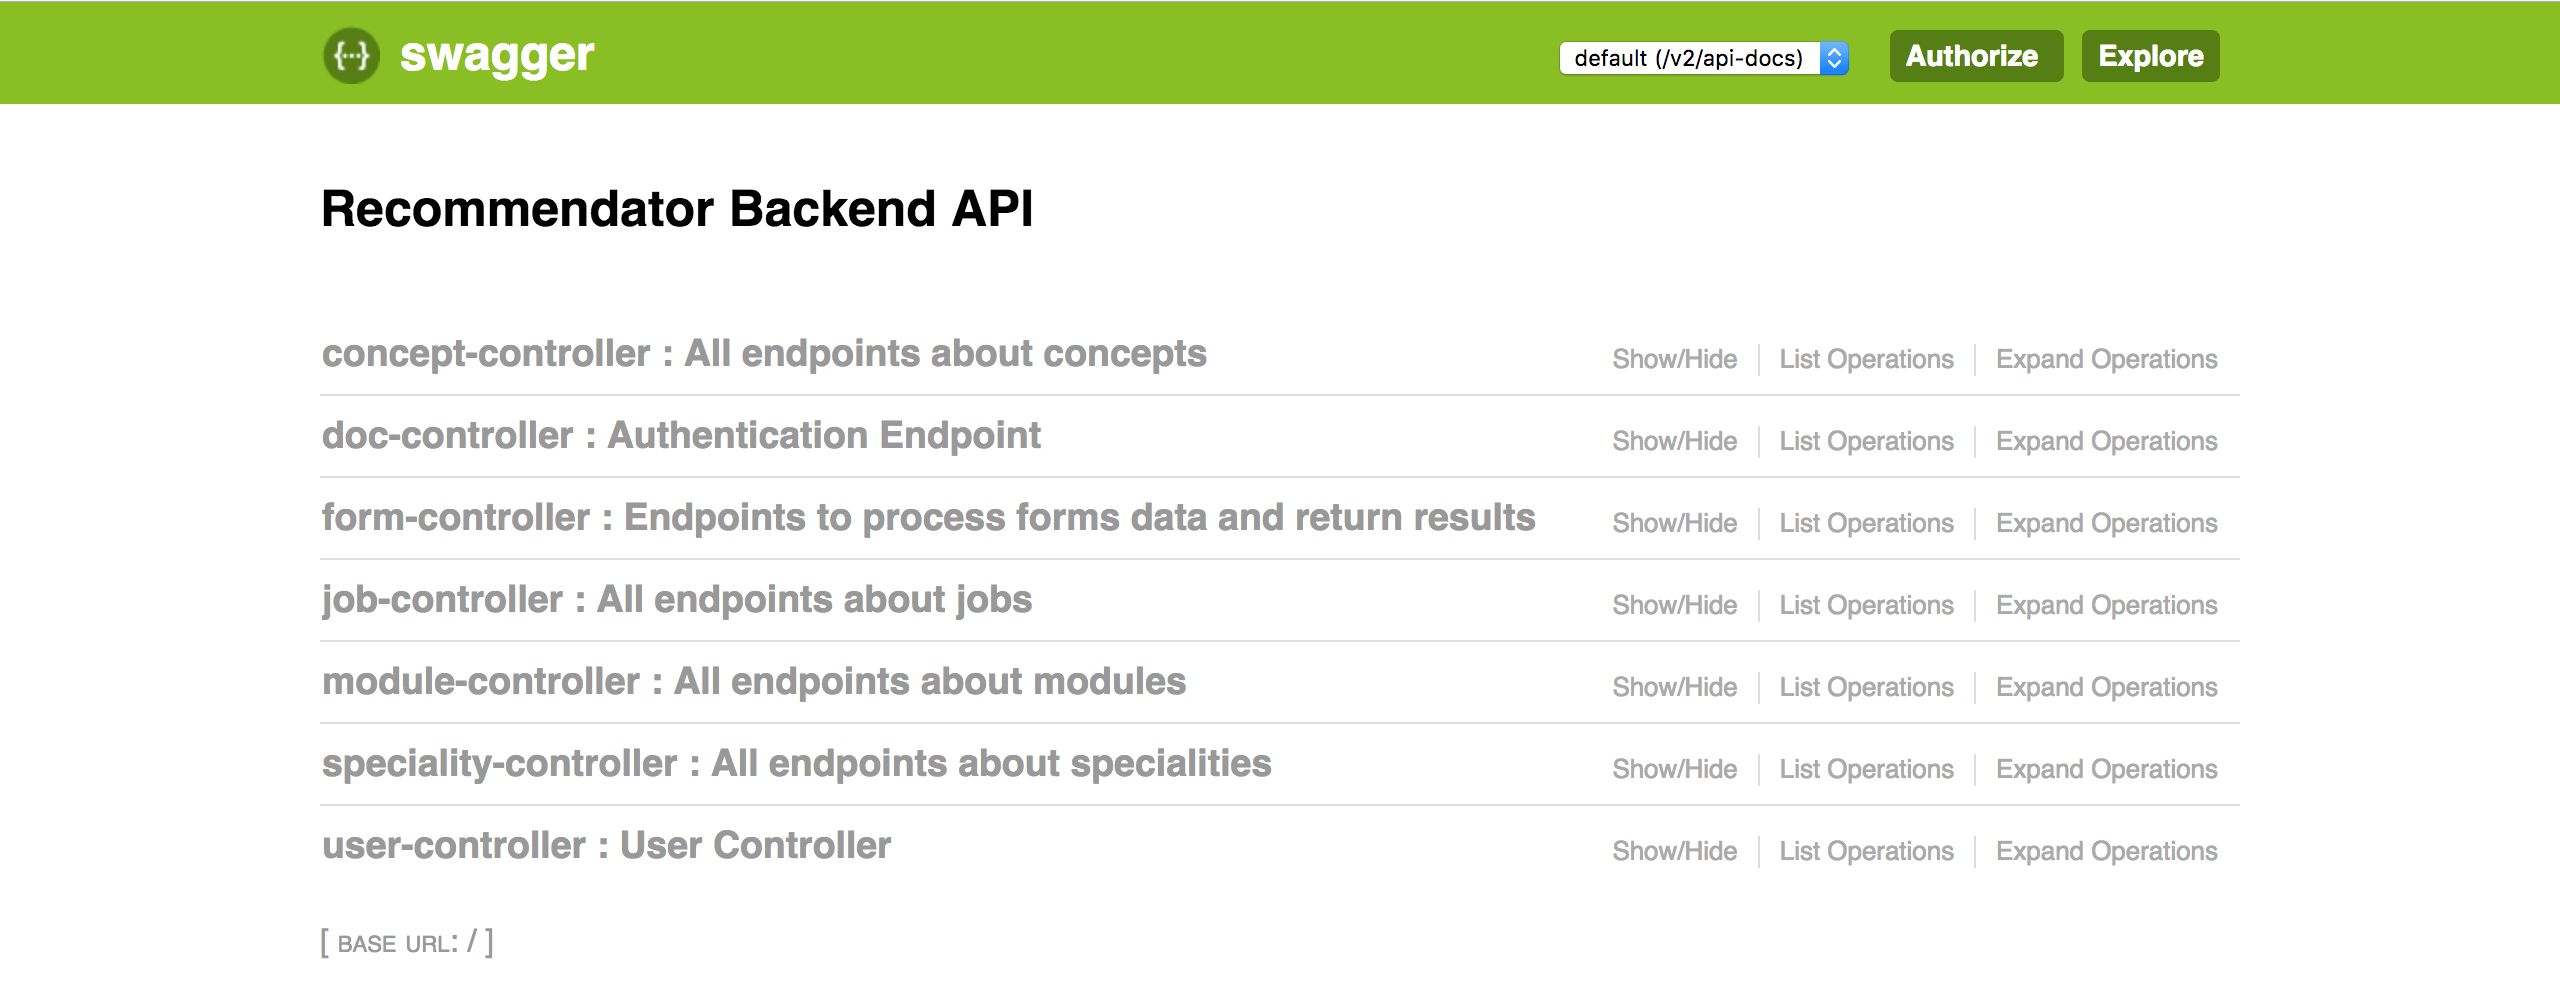 {···} swagger default (/v2/api-docs) Authorize Explore
Recommendator Backend API
concept-controller : All endpoints about concepts Show/Hide List Operations Expand Operations
doc-controller : Authentication Endpoint Show/Hide List Operations Expand Operations
form-controller : Endpoints to process forms data and return results Show/Hide List Operations Expand Operations
job-controller : All endpoints about jobs Show/Hide List Operations Expand Operations
module-controller : All endpoints about modules Show/Hide List Operations Expand Operations
speciality-controller : All endpoints about specialities Show/Hide List Operations Expand Operations
user-controller : User Controller Show/Hide List Operations Expand Operations
[ BASE URL: / ]